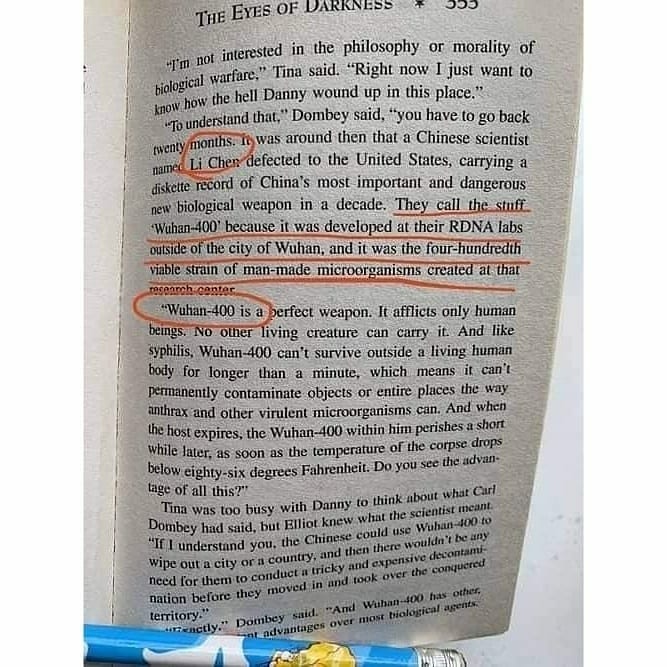 THE EYES OF DARKNESS * 353
"I'm not interested in the philosophy or morality of
biological warfare," Tina said. "Right now I just want to
know how the hell Danny wound up in this place."
"To understand that," Dombey said, "you have to go back
twenty months. It was around then that a Chinese scientist
named Li Chen defected to the United States, carrying a
diskette record of China's most important and dangerous
new biological weapon in a decade. They call the stuff
'Wuhan-400' because it was developed at their RDNA labs
outside of the city of Wuhan, and it was the four-hundredth
viable strain of man-made microorganisms created at that
research center.
"Wuhan-400 is a perfect weapon. It afflicts only human
beings. No other living creature can carry it. And like
syphilis, Wuhan-400 can't survive outside a living human
body for longer than a minute, which means it can't
permanently contaminate objects or entire places the way
anthrax and other virulent microorganisms can. And when
the host expires, the Wuhan-400 within him perishes a short
while later, as soon as the temperature of the corpse drops
below eighty-six degrees Fahrenheit. Do you see the advan-
tage of all this?"
Tina was too busy with Danny to think about what Carl
Dombey had said, but Elliot knew what the scientist meant.
"If I understand you, the Chinese could use Wuhan-400 to
wipe out a city or a country, and then there wouldn't be any
need for them to conduct a tricky and expensive decontami-
nation before they moved in and took over the conquered
territory."
"Exactly," Dombey said. "And Wuhan-400 has other,
advantages over most biological agents.